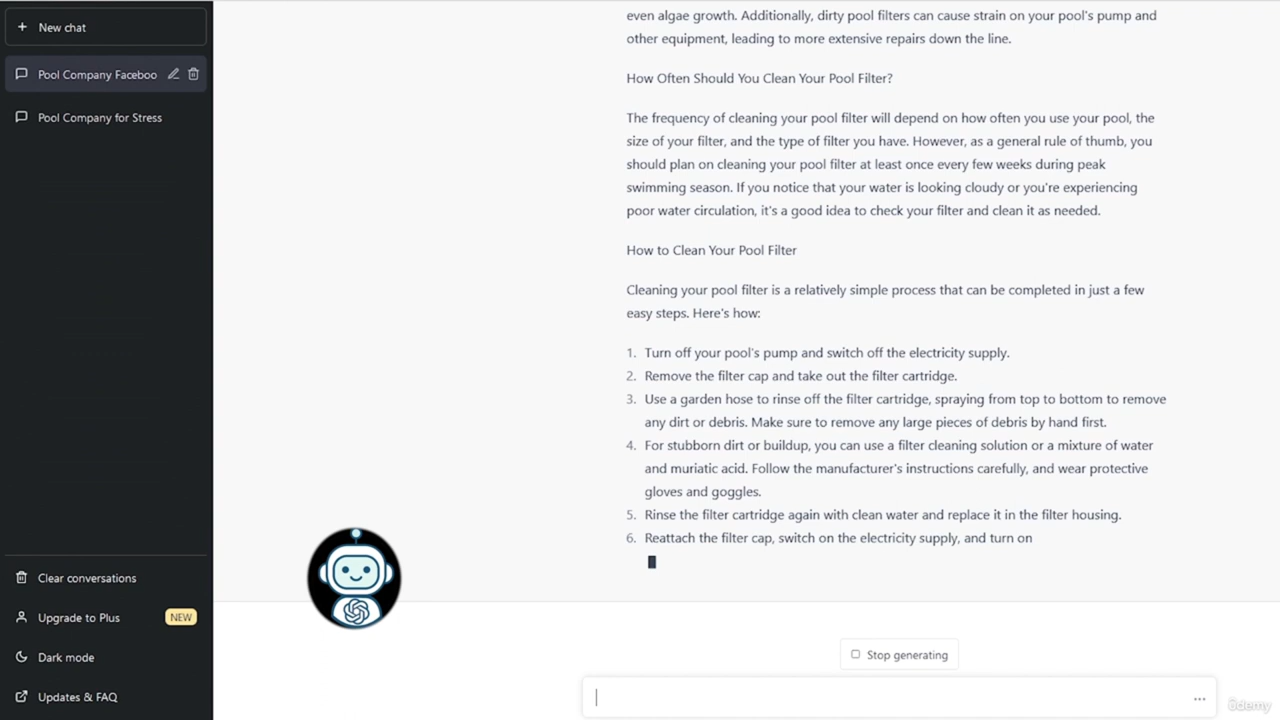 New chat
Pool Company Faceboo
Pool Company for Stress
Clear conversations
Upgrade to Plus
NEW
Dark mode
Updates & FAQ
even algae growth. Additionally, dirty pool filters can cause strain on your pool's pump and
other equipment, leading to more extensive repairs down the line.
How Often Should You Clean Your Pool Filter?
The frequency of cleaning your pool filter will depend on how often you use your pool, the
size of your filter, and the type of filter you have. However, as a general rule of thumb, you
should plan on cleaning your pool filter at least once every few weeks during peak
swimming season. If you notice that your water is looking cloudy or you're experiencing
poor water circulation, it's a good idea to check your filter and clean it as needed.
How to Clean Your Pool Filter
Cleaning your pool filter is a relatively simple process that can be completed in just a few
easy steps. Here's how:
1. Turn off your pool's pump and switch off the electricity supply.
2. Remove the filter cap and take out the filter cartridge.
3. Use a garden hose to rinse off the filter cartridge, spraying from top to bottom to remove
any dirt or debris. Make sure to remove any large pieces of debris by hand first.
4. For stubborn dirt or buildup, you can use a filter cleaning solution or a mixture of water
and muriatic acid. Follow the manufacturer's instructions carefully, and wear protective
gloves and goggles.
5. Rinse the filter cartridge again with clean water and replace it in the filter housing.
6. Reattach the filter cap, switch on the electricity supply, and turn on
Stop generating
ûdemy